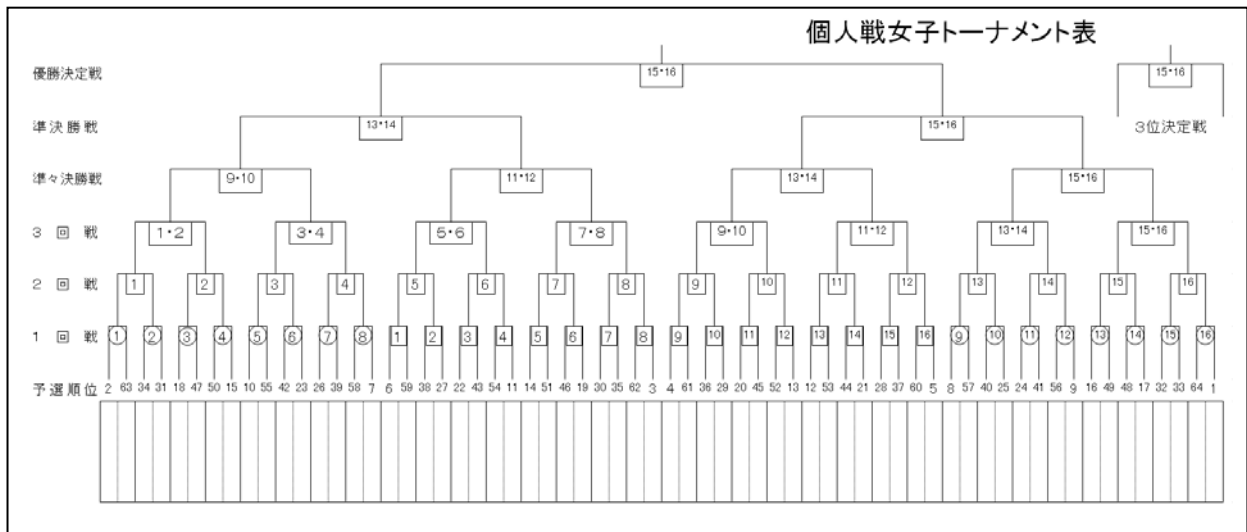 個人戦女子トーナメント表
優勝決定戦 15・16 15・16
準決勝戦 13・14 15・16 3位決定戦
準々決勝戦 9・10 11・12 13・14 15・16
3回戦 1・2 3・4 5・6 7・8 9・10 11・12 13・14 15・16
2回戦 1 2 3 4 5 6 7 8 9 10 11 12 13 14 15 16
1回戦 ① ② ③ ④ ⑤ ⑥ ⑦ ⑧ 1 2 3 4 5 6 7 8 9 10 11 12 13 14 15 16 ⑨ ⑩ ⑪ ⑫ ⑬ ⑭ ⑮ ⑯
予選順位 2 63 34 31 18 47 50 15 10 55 42 23 26 39 58 7 6 59 38 27 22 43 54 11 14 51 46 19 30 35 62 3 4 61 36 29 20 45 52 13 12 53 44 21 28 37 60 5 8 57 40 25 24 41 56 9 16 49 48 17 32 33 64 1